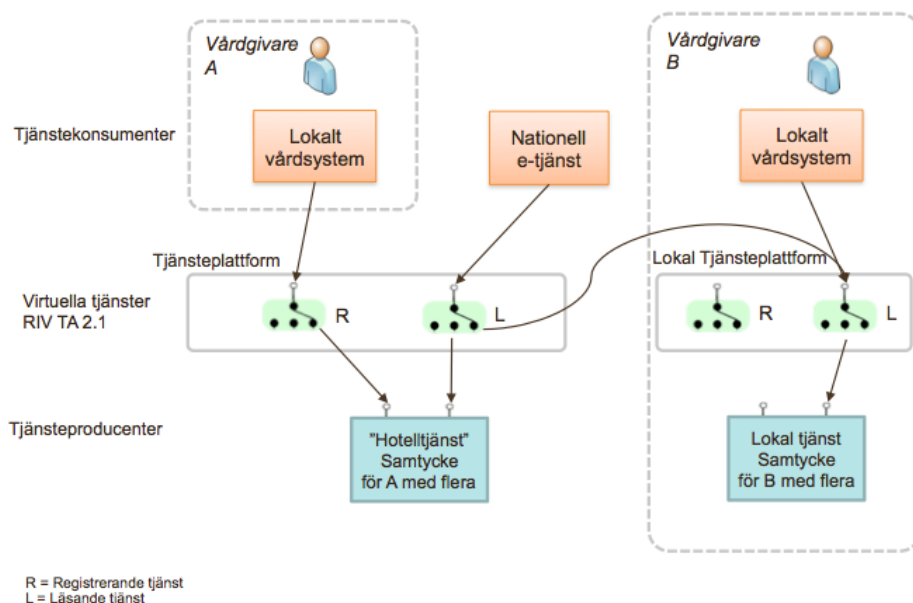 Vårdgivare
A
Vårdgivare
B
Tjänstekonsumenter
Lokalt
vårdsystem
Nationell
e-tjänst
Lokalt
vårdsystem
Tjänsteplattform
Lokal Tjänsteplattform
Virtuella tjänster
RIV TA 2.1
R
L
R
L
Tjänsteproducenter
"Hotelltjänst"
Samtycke
för A med flera
Lokal tjänst
Samtycke
för B med flera
R = Registrerande tjänst
L = Läsande tjänst